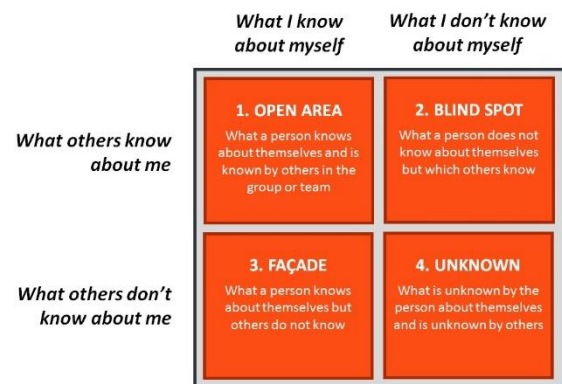 What I know
about myself
What I don't know
about myself
What others know
about me
1. OPEN AREA
What a person knows
about themselves and is
known by others in the
group or team
2. BLIND SPOT
What a person does not
know about themselves
but which others know
What others don't
know about me
3. FAÇADE
What a person knows
about themselves but
others do not know
4. UNKNOWN
What is unknown by the
person about themselves
and is unknown by others